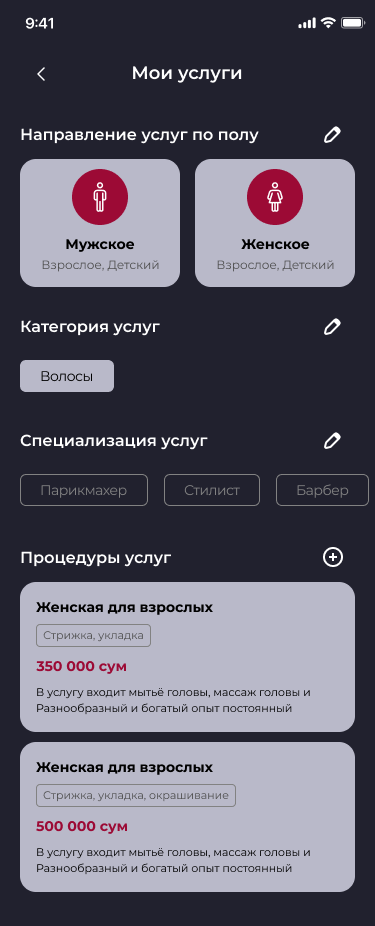 9:41
Мои услуги
Направление услуг по полу
Мужское
Взрослое, Детский
Женское
Взрослое, Детский
Категория услуг
Волосы
Специализация услуг
Парикмахер
Стилист
Барбер
Процедуры услуг
Женская для взрослых
Стрижка, укладка
350 000 сум
В услугу входит мытьё головы, массаж головы и
Разнообразный и богатый опыт постоянный
Женская для взрослых
Стрижка, укладка, окрашивание
500 000 сум
В услугу входит мытьё головы, массаж головы и
Разнообразный и богатый опыт постоянный